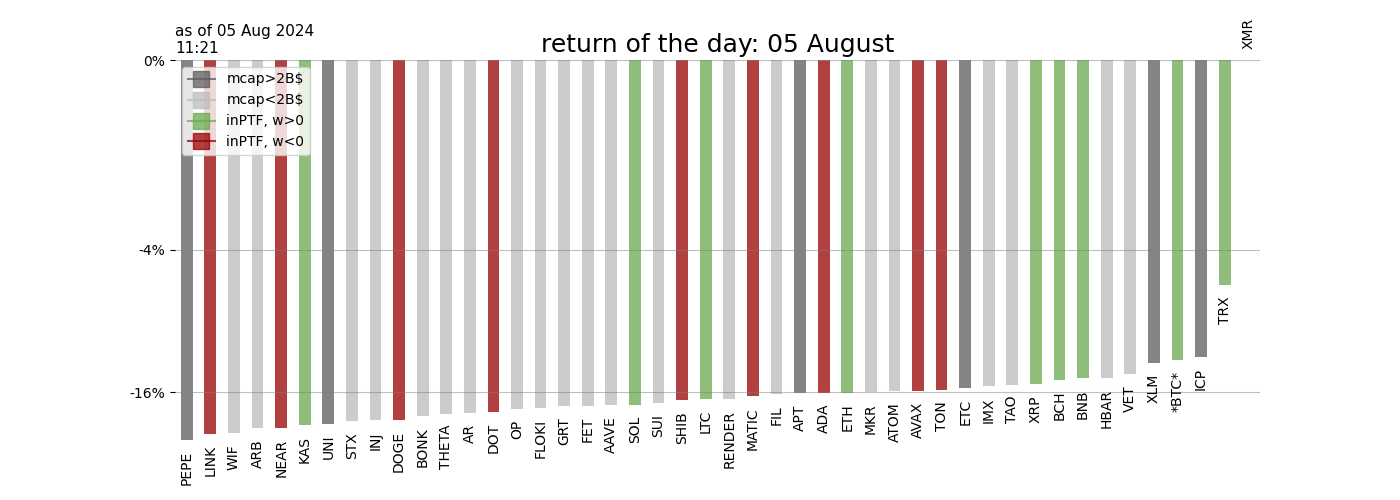 as of 05 Aug 2024
11:21
return of the day: 05 August
XMR
0%
mcap>2B$
mcap<2B$
inPTF, w>0
inPTF, w<0
-4%
-16%
PEPE
LINK
WIF
ARB
NEAR
KAS
UNI
STX
INJ
DOGE
BONK
THETA
AR
DOT
OP
FLOKI
GRT
FET
AAVE
SOL
SUI
SHIB
LTC
RENDER
MATIC
FIL
APT
ADA
ETH
MKR
ATOM
AVAX
TON
ETC
IMX
TAO
XRP
BCH
BNB
HBAR
VET
XLM
*BTC*
ICP
TRX